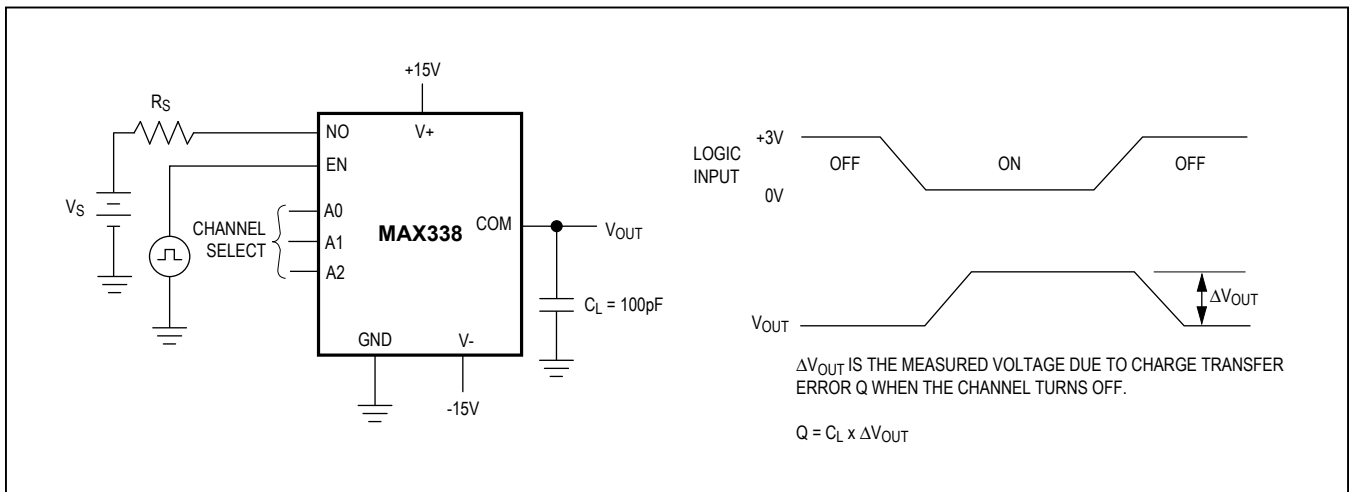 +15V
RS
NO
V+
EN
VS
A0
CHANNEL
SELECT
A1
A2
MAX338
COM
VOUT
CL = 100pF
GND
V-
-15V
LOGIC
INPUT
+3V
0V
OFF
ON
OFF
VOUT
ΔVOUT
ΔVOUT IS THE MEASURED VOLTAGE DUE TO CHARGE TRANSFER
ERROR Q WHEN THE CHANNEL TURNS OFF.
Q = CL x ΔVOUT